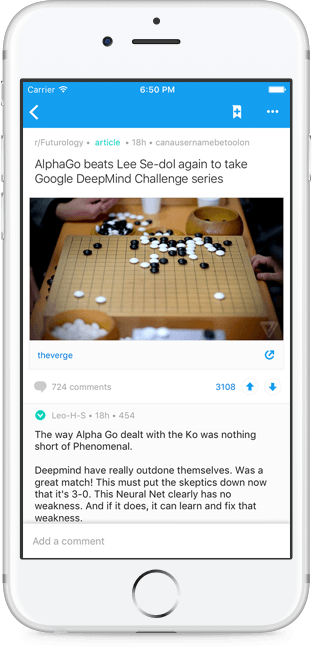 Carrier 6:50 PM
r/Futurology • article • 18h • canausernamebetoolon
AlphaGo beats Lee Se-dol again to take
Google DeepMind Challenge series
theverge
724 comments 3108
Leo-H-S • 18h • 454
The way Alpha Go dealt with the Ko was nothing
short of Phenomenal.
Deepmind have really outdone themselves. Was a
great match! This must put the skeptics down now
that it's 3-0. This Neural Net clearly has no
weakness. And if it does, it can learn and fix that
weakness.
Add a comment